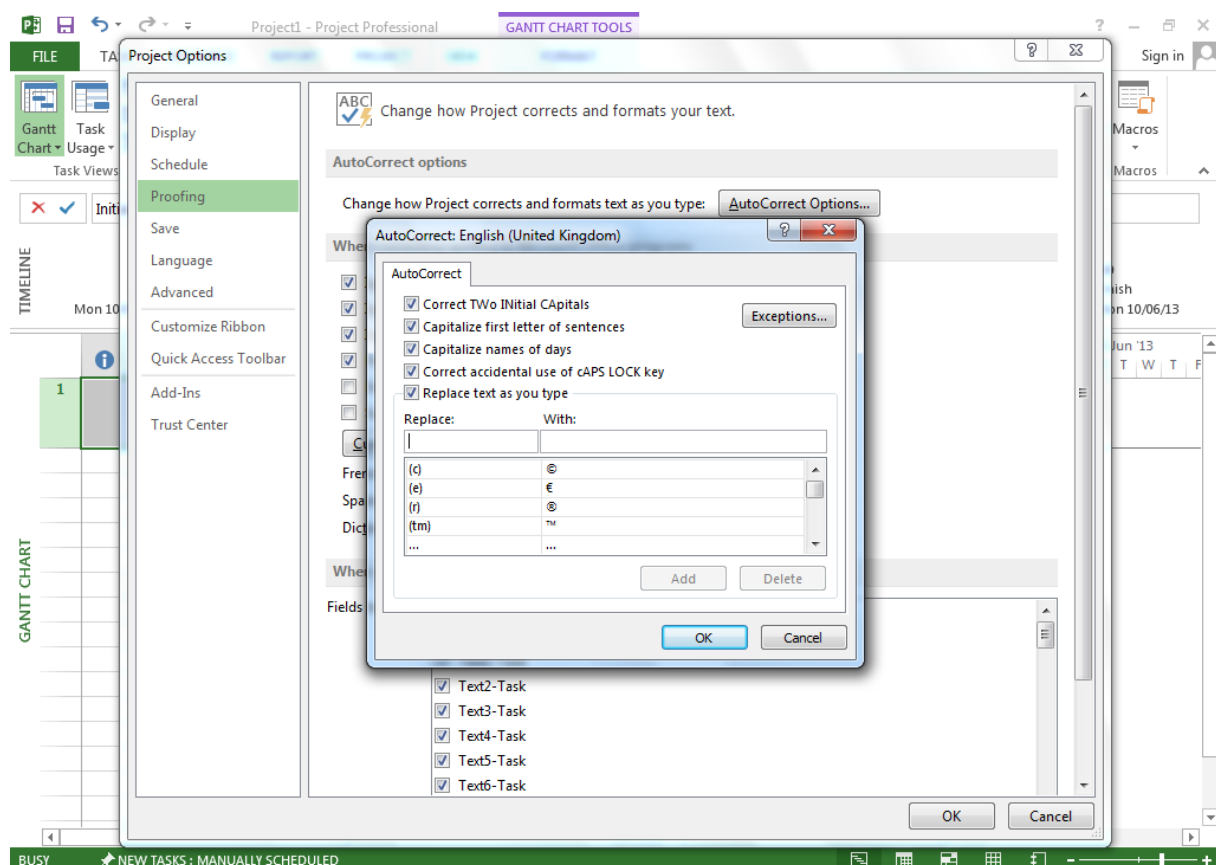 Project1 - Project Professional
GANTT CHART TOOLS
?
FILE
TA
Project Options
Sign in
Gantt Chart
Task Usage
Task Views
Macros
Macros
General
Display
Schedule
Proofing
Save
Language
Advanced
Customize Ribbon
Quick Access Toolbar
Add-Ins
Trust Center
ABC
Change how Project corrects and formats your text.
AutoCorrect options
Change how Project corrects and formats text as you type:
AutoCorrect Options...
Initi
TIMELINE
Mon 10
ish
on 10/06/13
Jun '13
T W T F
1
GANTT CHART
Whe
Fre
Spa
Dict
Whe
Fields
AutoCorrect: English (United Kingdom)
AutoCorrect
Correct TWo INitial CApitals
Capitalize first letter of sentences
Capitalize names of days
Correct accidental use of cAPS LOCK key
Exceptions...
Replace text as you type
Replace: With:
(c) ©
(e) €
(r) ®
(tm) ™
... …
Add Delete
OK Cancel
Text2-Task
Text3-Task
Text4-Task
Text5-Task
Text6-Task
OK Cancel
BUSY
NEW TASKS : MANUALLY SCHEDULED